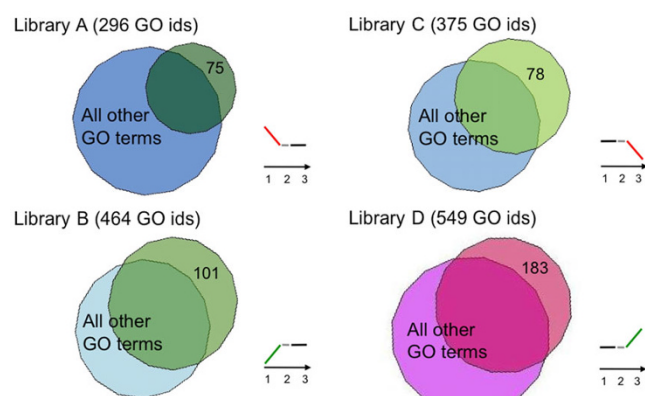 Library A (296 GO ids)
75
All other
GO terms
1 2 3
Library C (375 GO ids)
78
All other
GO terms
1 2 3
Library B (464 GO ids)
101
All other
GO terms
1 2 3
Library D (549 GO ids)
183
All other
GO terms
1 2 3